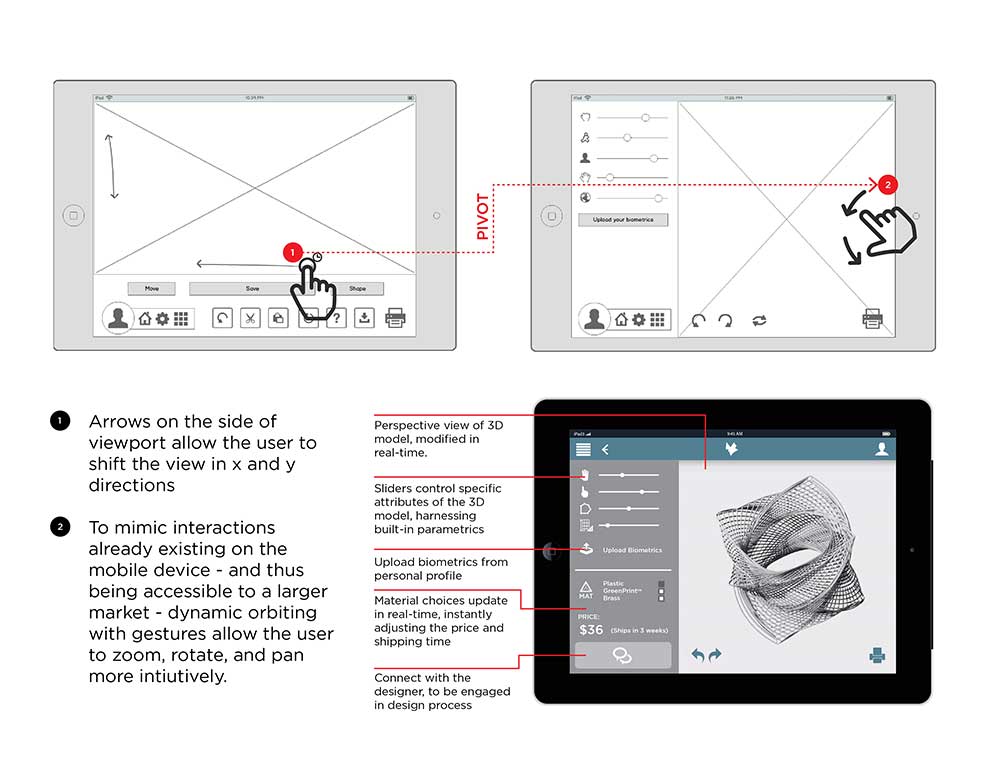 iPad
10:39 PM
Move
Save
Shape
?
1
PIVOT
iPad
11:26 PM
Upload your biometrics
2
1
Arrows on the side of
viewport allow the user to
shift the view in x and y
directions
2
To mimic interactions
already existing on the
mobile device - and thus
being accessible to a larger
market - dynamic orbiting
with gestures allow the user
to zoom, rotate, and pan
more intiutively.
Perspective view of 3D
model, modified in
real-time.
Sliders control specific
attributes of the 3D
model, harnessing
built-in parametrics
Upload biometrics from
personal profile
Material choices update
in real-time, instantly
adjusting the price and
shipping time
Connect with the
designer, to be engaged
in design process
9:45 AM
Upload Biometrics
MAT
Plastic
GreenPrint™
Brass
PRICE:
$36 (Ships in 3 weeks)